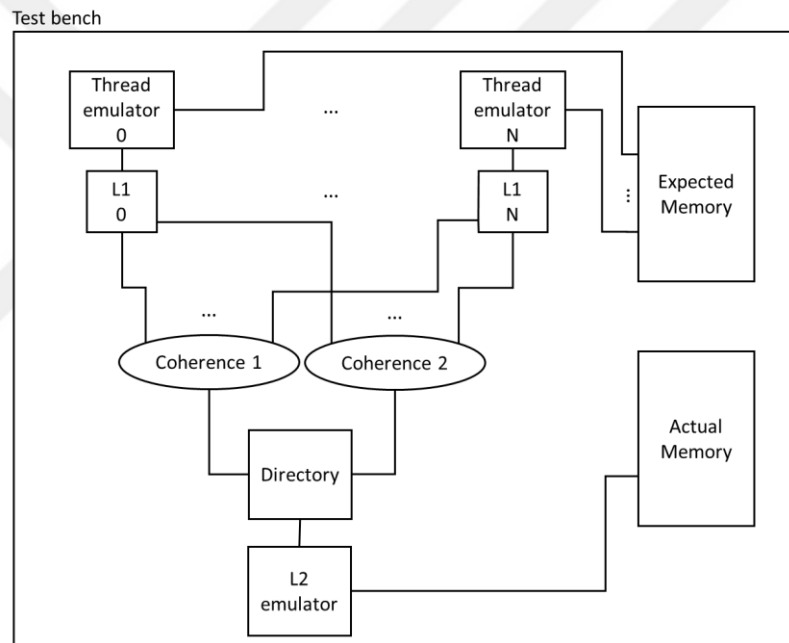 Test bench
Thread
emulator
0
...
Thread
emulator
N
L1
0
...
L1
N
...
Expected
Memory
...
...
Coherence 1
Coherence 2
Actual
Memory
Directory
L2
emulator